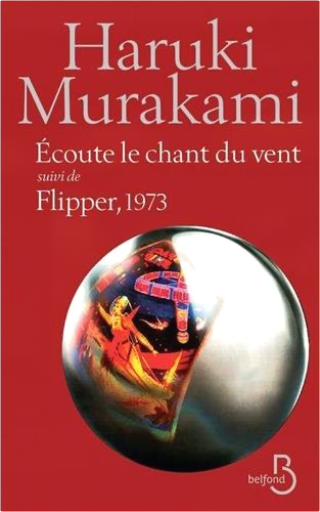 Haruki
Murakami
Écoute le chant du vent
suivi de
Flipper, 1973
belfond